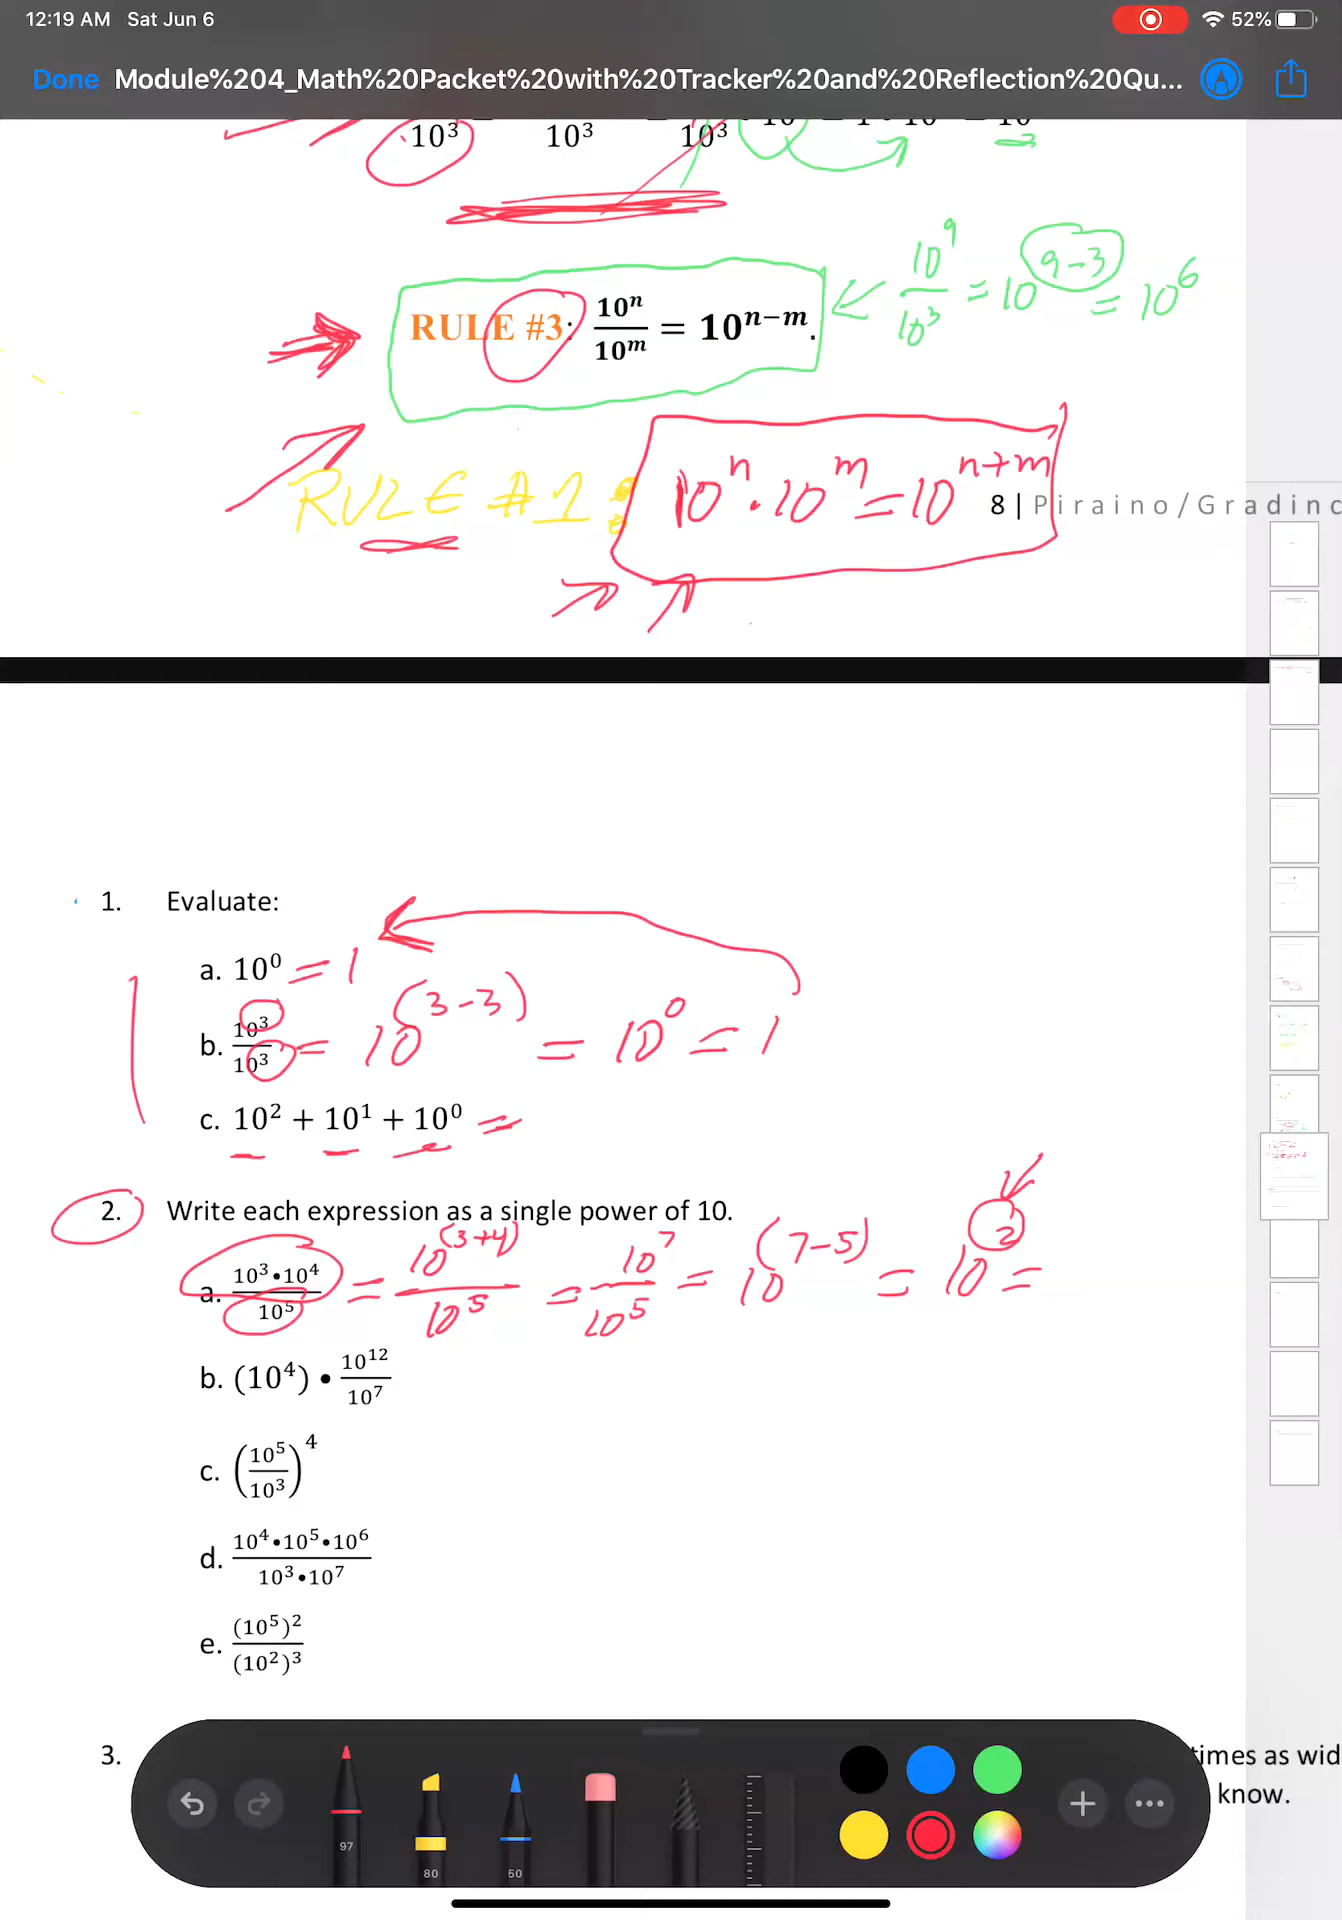 12:19 AM Sat Jun 6 52%
Done Module%204_Math%20Packet%20with%20Tracker%20and%20Reflection%20Qu...
10³ 10³ 10³
10⁹/10³ = 10⁹⁻³ = 10⁶
RULE #3: 10ⁿ/10ᵐ = 10ⁿ⁻ᵐ.
RULE #1: 10ⁿ · 10ᵐ = 10ⁿ⁺ᵐ
8 | Piraino/Gradinc
1. Evaluate:
a. 10⁰ = 1
b. 10³/10³ = 10⁽³⁻³⁾ = 10⁰ = 1
c. 10² + 10¹ + 10⁰ =
2. Write each expression as a single power of 10.
a. 10³•10⁴/10⁵ = 10⁽³⁺⁴⁾/10⁵ = 10⁷/10⁵ = 10⁽⁷⁻⁵⁾ = 10² =
b. (10⁴) • 10¹²/10⁷
c. (10⁵/10³)⁴
d. 10⁴•10⁵•10⁶/10³•10⁷
e. (10⁵)²/(10²)³
3. times as wid
know.
97 80 50